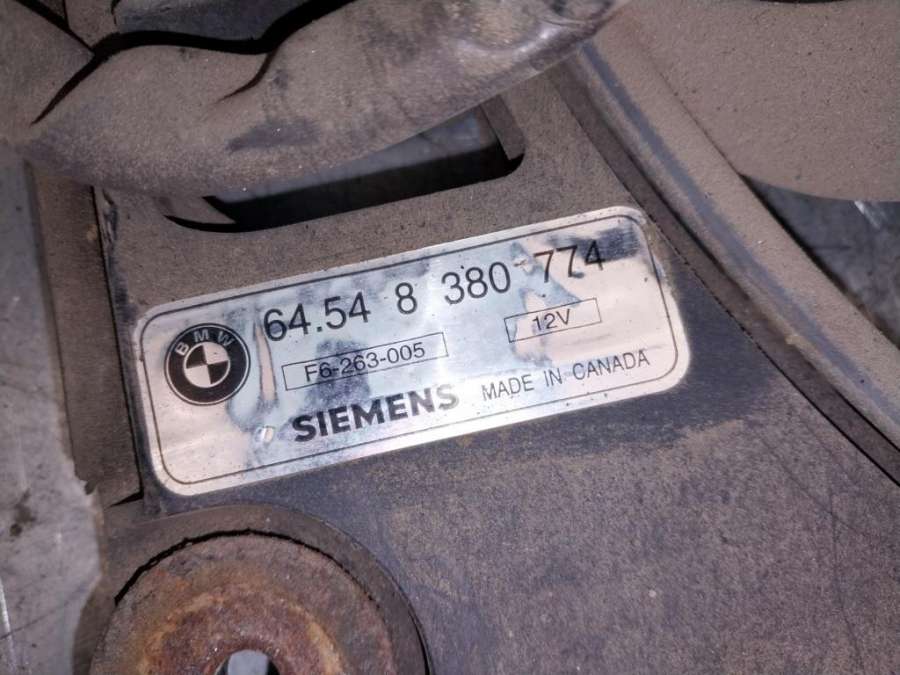 BMW
64.54 8 380 774
F6-263-005 12V
SIEMENS MADE IN CANADA